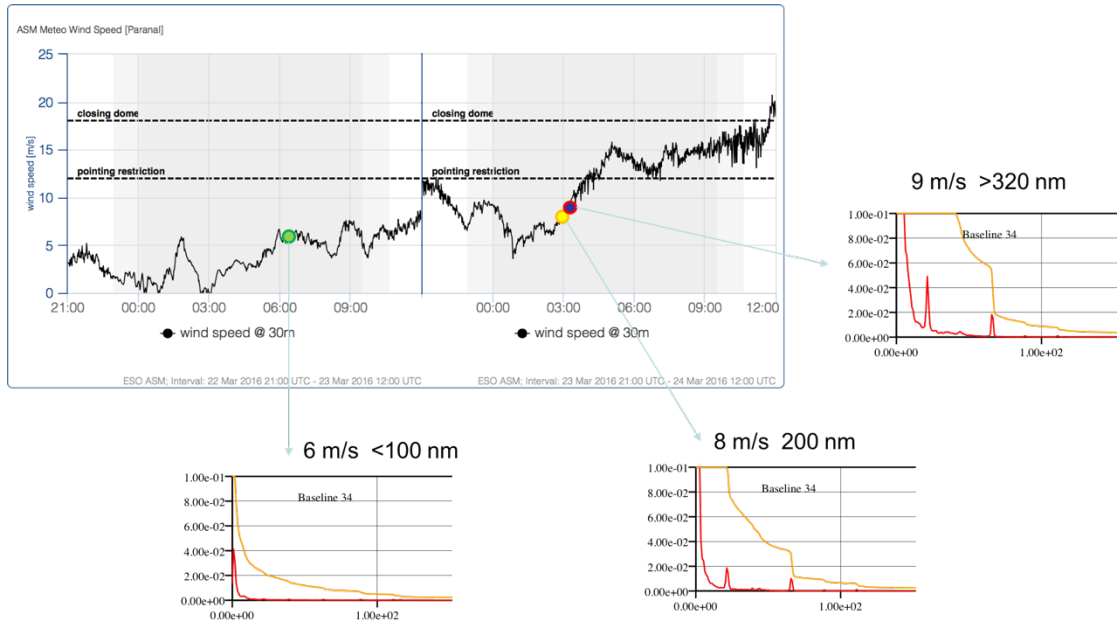 ASM Meteo Wind Speed [Paranal]
wind speed [m/s]
25
20
15
10
5
0
closing dome
closing dome
pointing restriction
pointing restriction
21:00
00:00
03:00
06:00
09:00
00:00
03:00
06:00
09:00
12:00
wind speed @ 30m
wind speed @ 30m
ESO ASM; Interval: 22 Mar 2016 21:00 UTC - 23 Mar 2016 12:00 UTC
ESO ASM; Interval: 23 Mar 2016 21:00 UTC - 24 Mar 2016 12:00 UTC
9 m/s >320 nm
1.00e-01
8.00e-02
6.00e-02
4.00e-02
2.00e-02
0.00e+00
Baseline 34
0.00e+00
1.00e+02
6 m/s <100 nm
1.00e-01
8.00e-02
6.00e-02
4.00e-02
2.00e-02
0.00e+00
Baseline 34
0.00e+00
1.00e+02
8 m/s 200 nm
1.00e-01
8.00e-02
6.00e-02
4.00e-02
2.00e-02
0.00e+00
Baseline 34
0.00e+00
1.00e+02